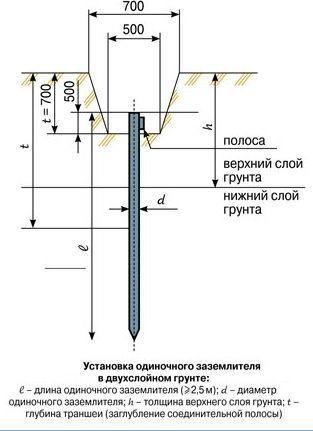 700
500
t = 700
500
t
h
полоса
верхний слой
грунта
нижний слой
грунта
d
ℓ
Установка одиночного заземлителя
в двухслойном грунте:
ℓ – длина одиночного заземлителя (⩾2,5 м); d – диаметр
одиночного заземлителя; h – толщина верхнего слоя грунта; t –
глубина траншеи (заглубление соединительной полосы)